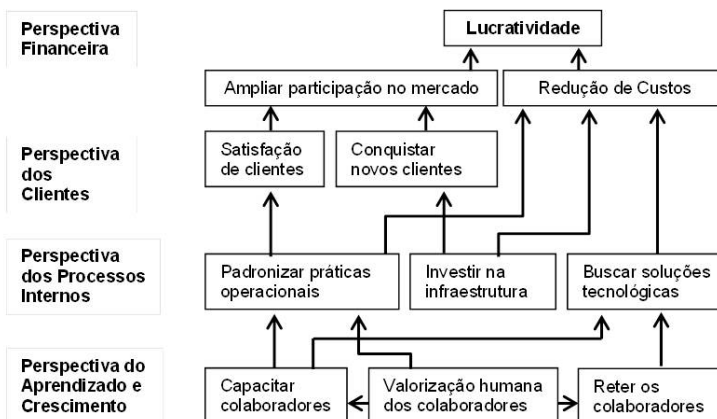 Perspectiva
Financeira
Lucratividade
Ampliar participação no mercado
Redução de Custos
Perspectiva
dos
Clientes
Satisfação
de clientes
Conquistar
novos clientes
Perspectiva
dos Processos
Internos
Padronizar práticas
operacionais
Investir na
infraestrutura
Buscar soluções
tecnológicas
Perspectiva do
Aprendizado e
Crescimento
Capacitar
colaboradores
Valorização humana
dos colaboradores
Reter os
colaboradores